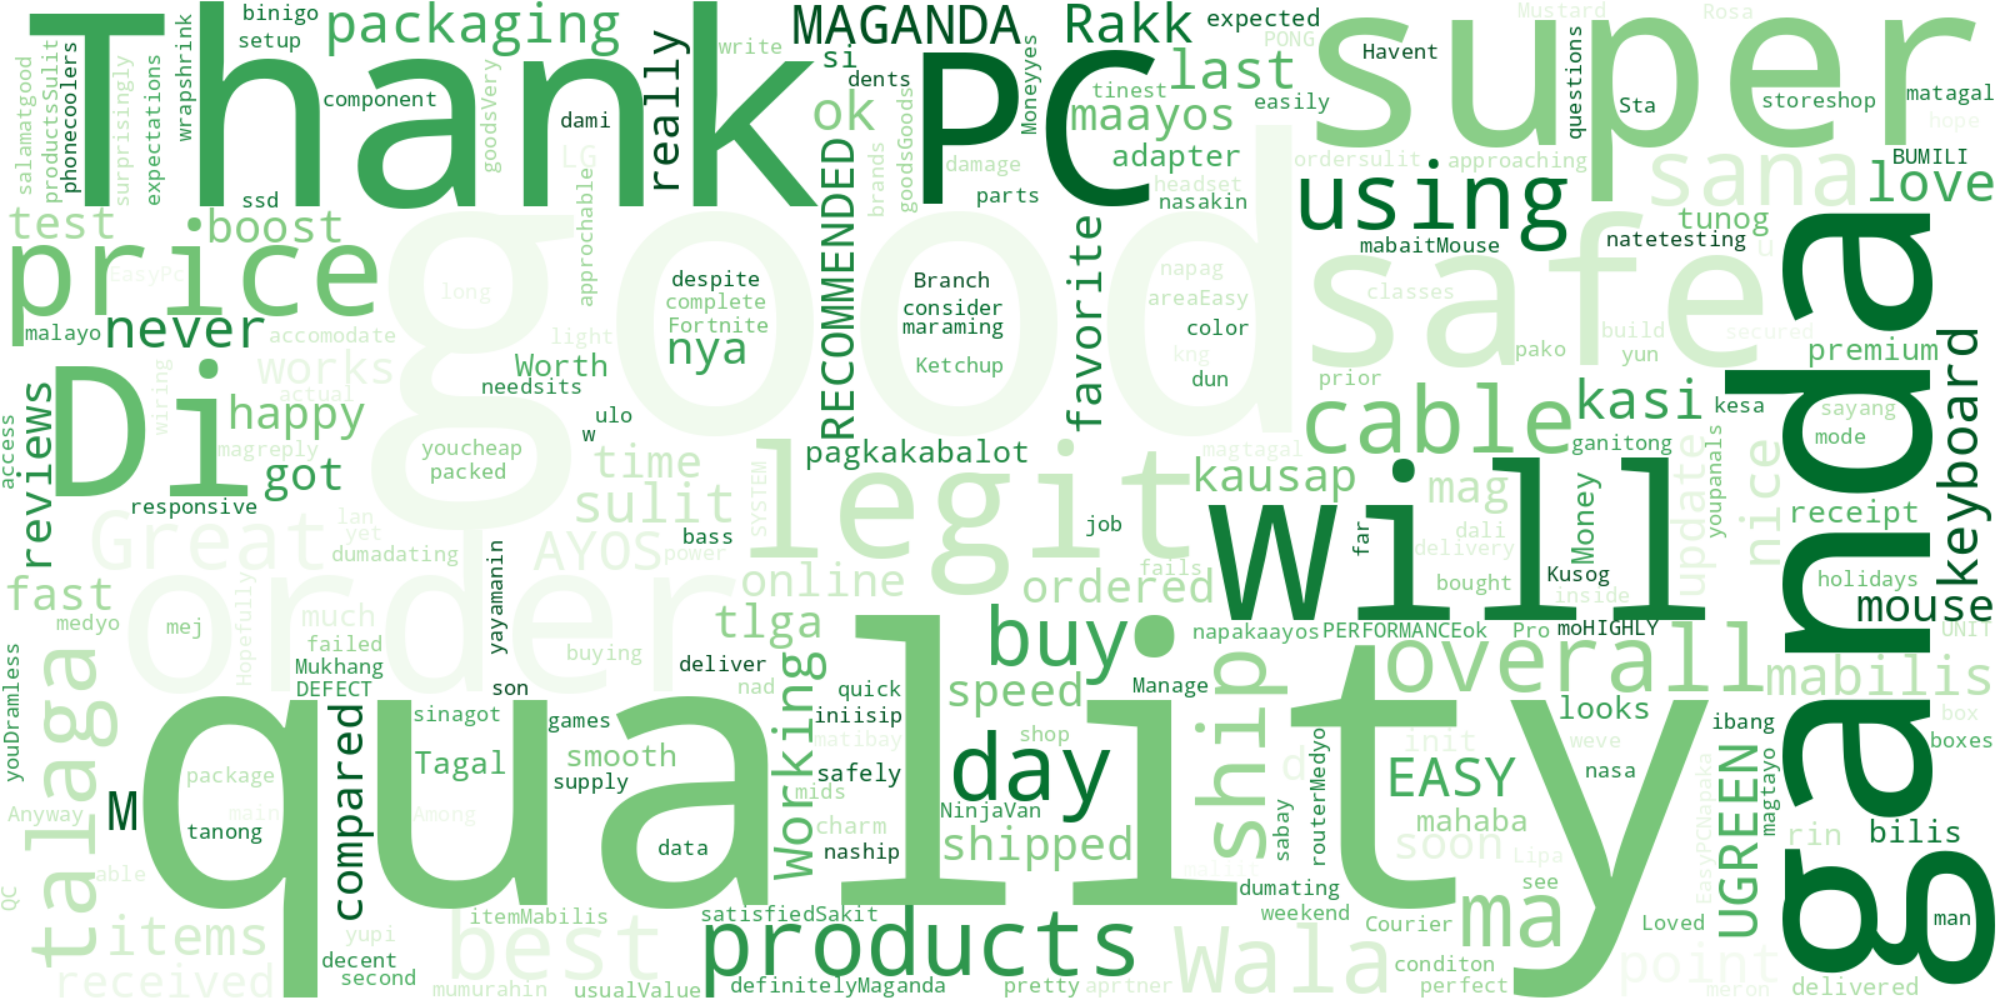 Thank
good
super
PC
quality
order
safe
ganda
will
legit
price
Di
using
products
best
cable
ship
talaga
Wala
ma
overall
day
buy
Great
sana
Rakk
packaging
MAGANDA
last
maayos
adapter
ok
really
RECOMMENDED
favorite
love
keyboard
mouse
UGREEN
EASY
kasi
kausap
mag
Money
update
nice
receipt
premium
tunog
mabilis
bilis
rin
looks
mahaba
soon
point
init
d
shipped
speed
Working
tlga
online
ordered
time
sulit
AYOS
works
happy
got
never
boost
test
reviews
fast
items
received
compared
M
Tagal
smooth
Worth
nya
pagkakabalot
binigo
setup
wrapshrink
expectations
surprisingly
phonecoolers
productsSulit
salamatgood
component
ssd
goodsVery
dami
LG
approchable
write
si
dents
brands
goodsGoods
damage
parts
Moneyyes
tinest
expected
PONG
easily
headset
nasakin
ordersulit
approaching
Havent
questions
Mustard
Rosa
Sta
storeshop
matagal
hope
BUMILI
mabaitMouse
natetesting
u
classes
build
yun
secured
pako
prior
kesa
ganitong
magtagal
sayang
mode
youpanals
holidays
UNIT
box
boxes
ibang
magtayo
EasyPCNapaka
meron
delivered
man
Loved
Lipa
see
Courier
conditon
perfect
weekend
dumating
sabay
routerMedyo
weve
nasa
Manage
napakaayos
PERFORMANCEok
Pro
moHIGHLY
Kusog
inside
bought
delivery
dali
far
fails
job
SYSTEM
bass
power
EasyPc
malayo
accomodate
long
light
despite
complete
Fortnite
Branch
consider
maraming
Ketchup
napag
areaEasy
color
kng
dun
needsits
ulo
w
wiring
actual
magreply
access
responsive
youcheap
packed
lan
yet
dumadating
yayamanin
medyo
mej
Hopefully
much
failed
Mukhang
DEFECT
son
buying
deliver
nad
youDramless
sinagot
games
supply
quick
iniisip
matibay
safely
mids
charm
naship
data
NinjaVan
shop
mallit
package
main
tanong
Among
Anyway
able
QC
yupi
decent
second
itemMabilis
mumurahin
usualValue
satisfiedSakit
definitelyMaganda
pretty
aprtner